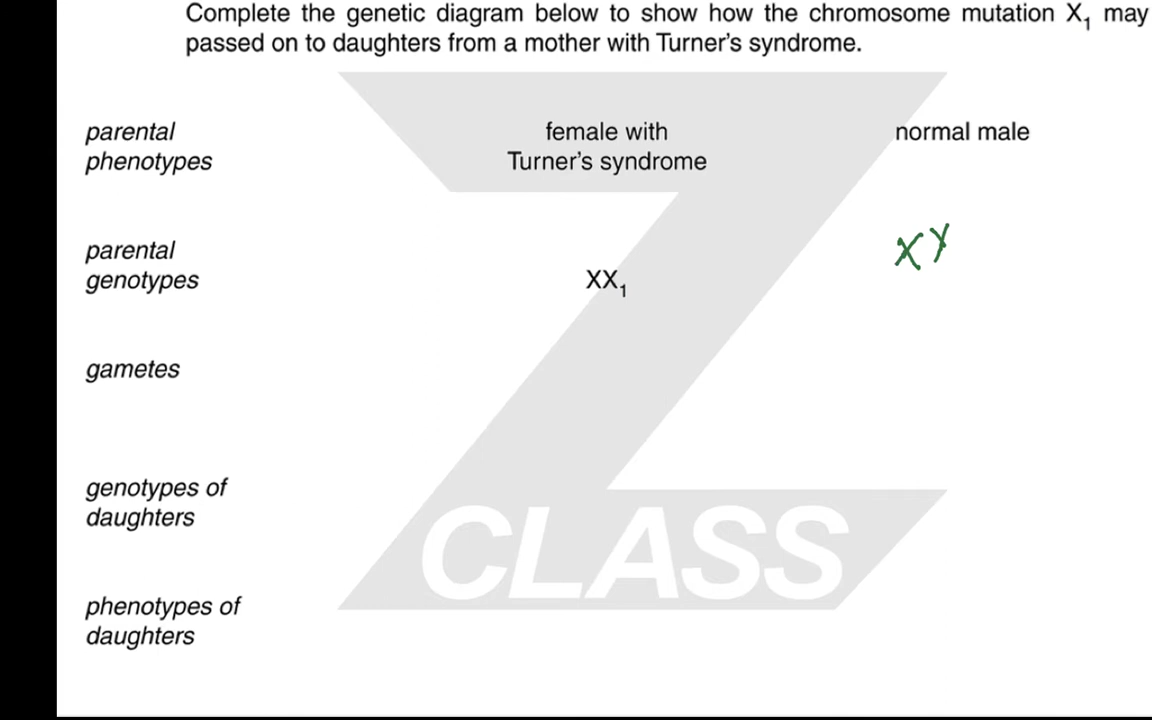 Complete the genetic diagram below to show how the chromosome mutation X₁ may
passed on to daughters from a mother with Turner's syndrome.
parental
phenotypes
female with
Turner's syndrome
normal male
parental
genotypes
XX₁
XY
gametes
genotypes of
daughters
CLASS
phenotypes of
daughters